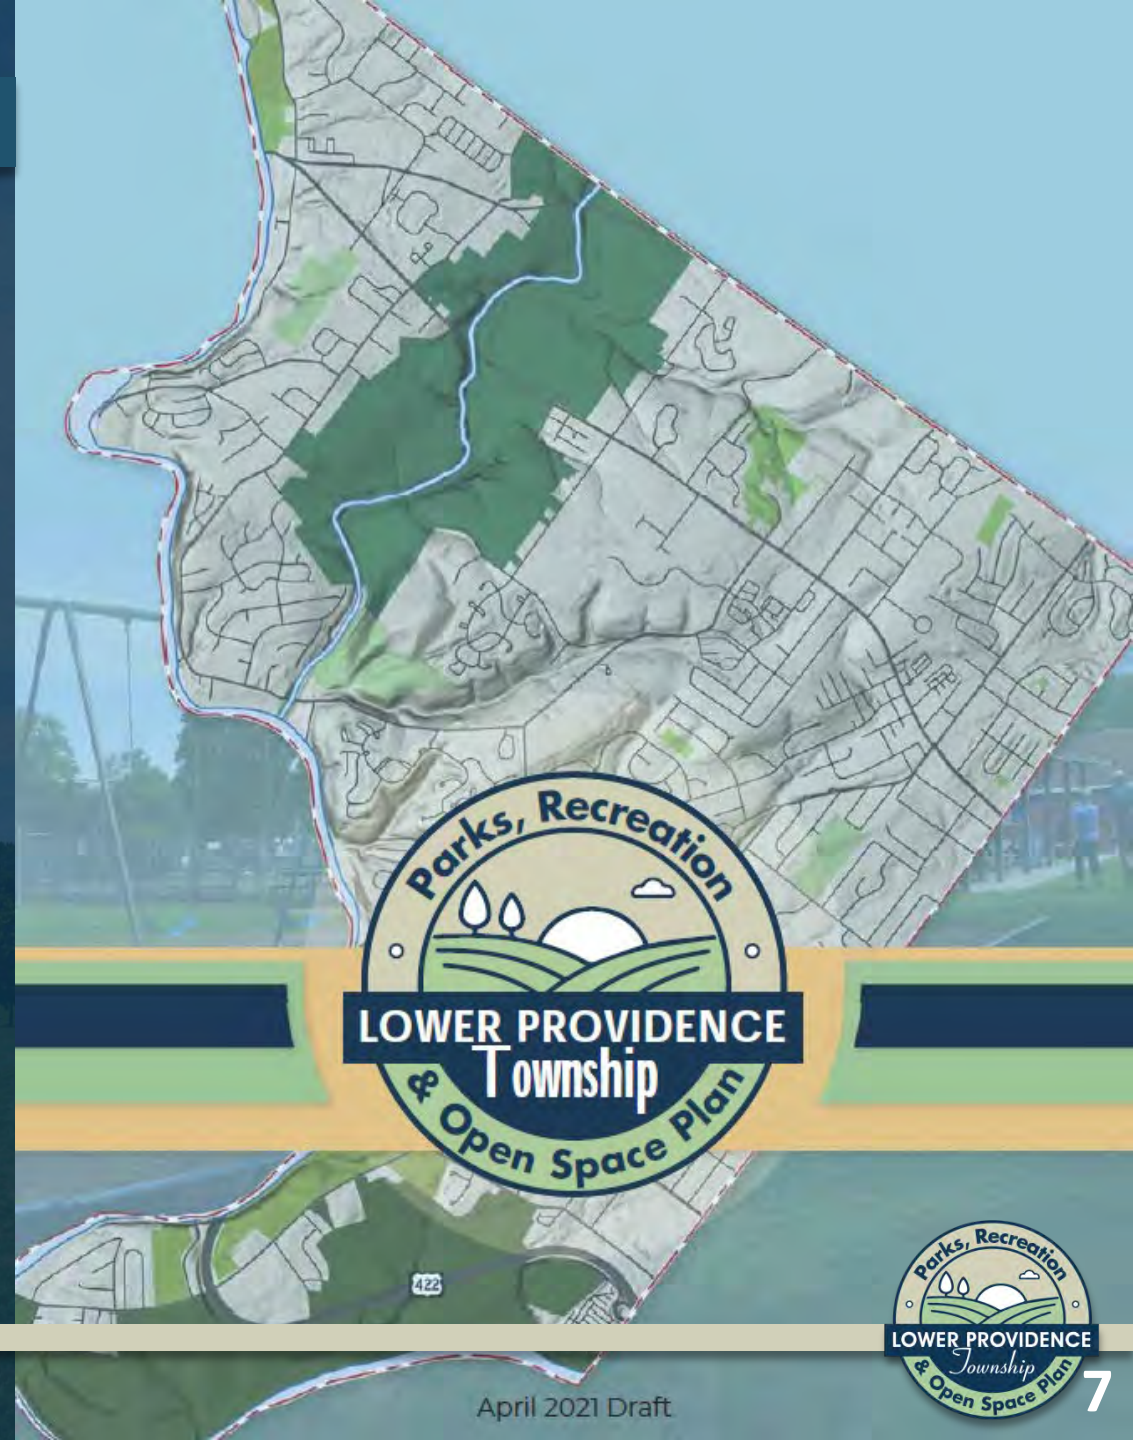 Parks, Recreation
LOWER PROVIDENCE
Township
& Open Space Plan
422
Parks, Recreation
LOWER PROVIDENCE
Township
& Open Space Plan
7
April 2021 Draft